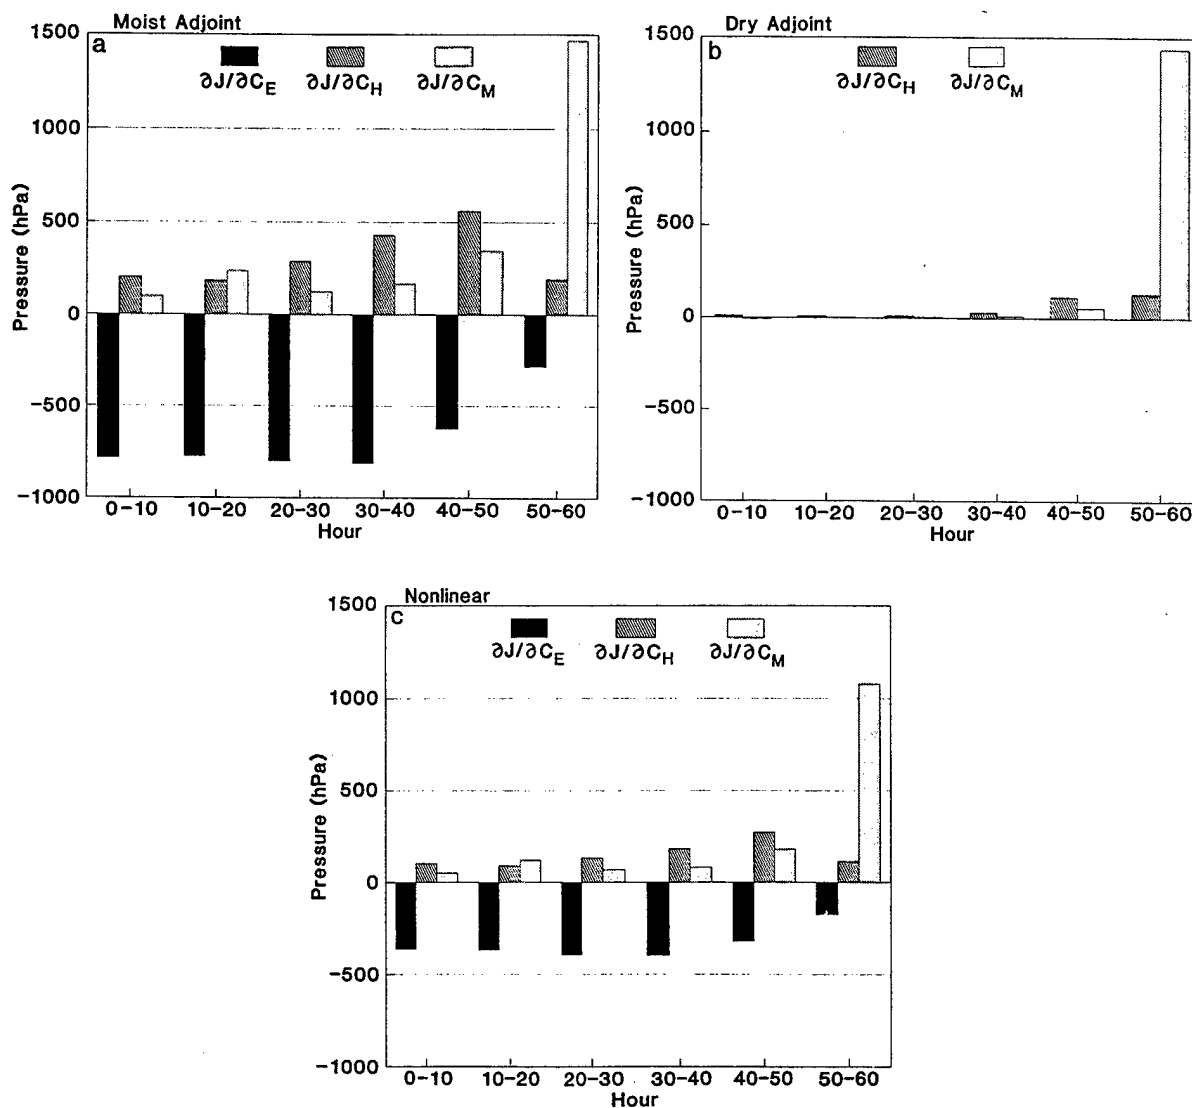 Moist Adjoint
a
∂J/∂C_E ∂J/∂C_H ∂J/∂C_M
1500
1000
500
0
−500
−1000
Pressure (hPa)
0−10 10−20 20−30 30−40 40−50 50−60
Hour
Dry Adjoint
b
∂J/∂C_H ∂J/∂C_M
1500
1000
500
0
−500
−1000
Pressure (hPa)
0−10 10−20 20−30 30−40 40−50 50−60
Hour
Nonlinear
c
∂J/∂C_E ∂J/∂C_H ∂J/∂C_M
1500
1000
500
0
−500
−1000
Pressure (hPa)
0−10 10−20 20−30 30−40 40−50 50−60
Hour